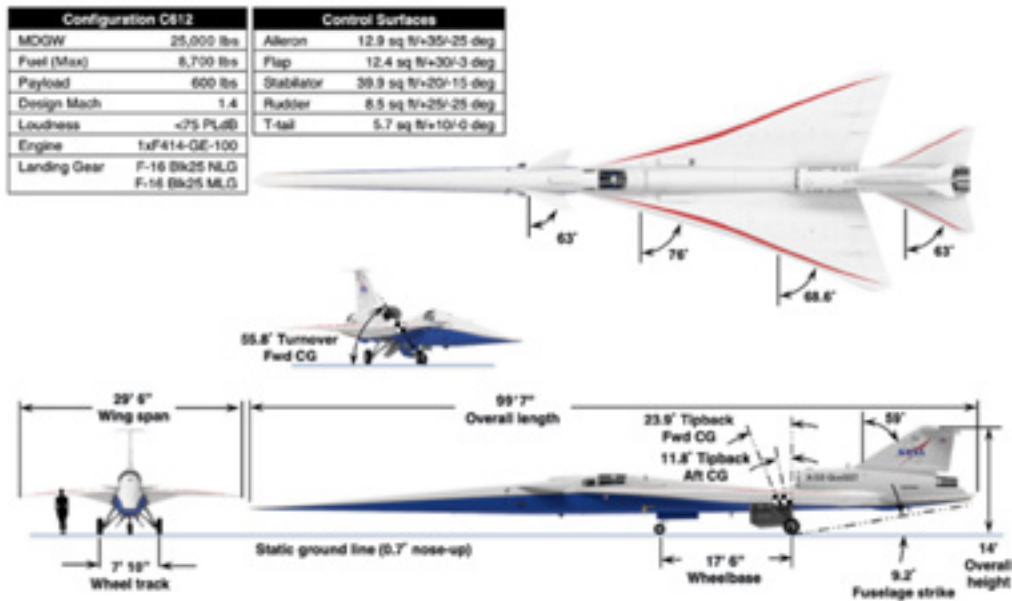 Configuration C612
MOGW 25,000 lbs
Fuel (Max) 8,700 lbs
Payload 600 lbs
Design Mach 1.4
Loudness <75 PLdB
Engine 1xF414-GE-100
Landing Gear F-16 Blk25 NLG
F-16 Blk25 MLG
Control Surfaces
Aileron 12.9 sq ft/+35/-25 deg
Flap 12.4 sq ft/+30/-3 deg
Stabilator 39.9 sq ft/+20/-15 deg
Rudder 8.5 sq ft/+25/-25 deg
T-tail 5.7 sq ft/+10/-0 deg
63°
76°
68.6°
63°
55.8° Turnover
Fwd CG
29' 6"
Wing span
7' 10"
Wheel track
99'7"
Overall length
23.9° Tipback
Fwd CG
11.8° Tipback
Aft CG
59°
NASA
Static ground line (0.7° nose-up)
17' 6"
Wheelbase
9.2°
Fuselage strike
14'
Overall
height